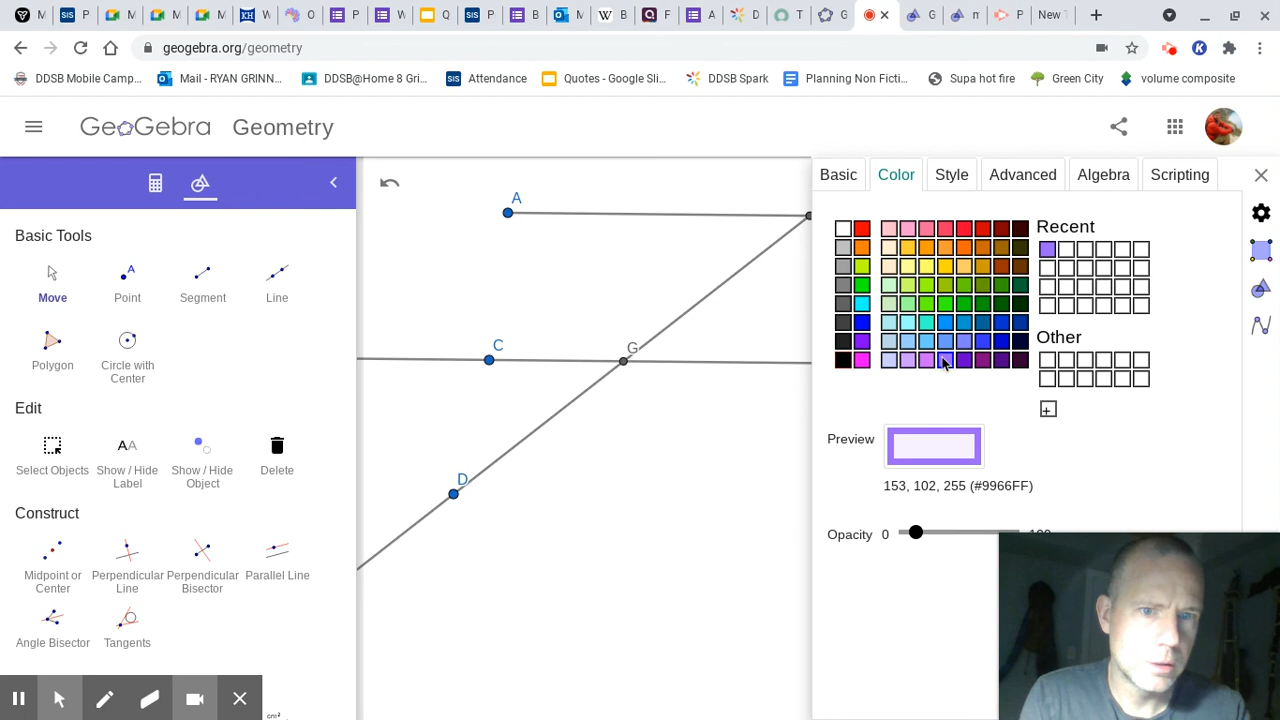 M P M M M W KH W O P W Q P B M W B F M A T G G m P New T
geogebra.org/geometry
DDSB Mobile Camp... Mail - RYAN GRINN... DDSB@Home 8 Gri... Attendance Quotes - Google Sli... DDSB Spark Planning Non Ficti... Supa hot fire Green City volume composite
GeoGebra Geometry
Basic Color Style Advanced Algebra Scripting
Basic Tools
Move Point Segment Line
Polygon Circle with
Center
Edit
Select Objects Show / Hide
Label Show / Hide
Object Delete
Construct
Midpoint or
Center Perpendicular
Line Perpendicular
Bisector Parallel Line
Angle Bisector Tangents
cm²
A
C
G
D
Recent
Other
+
Preview
153, 102, 255 (#9966FF)
Opacity 0 100